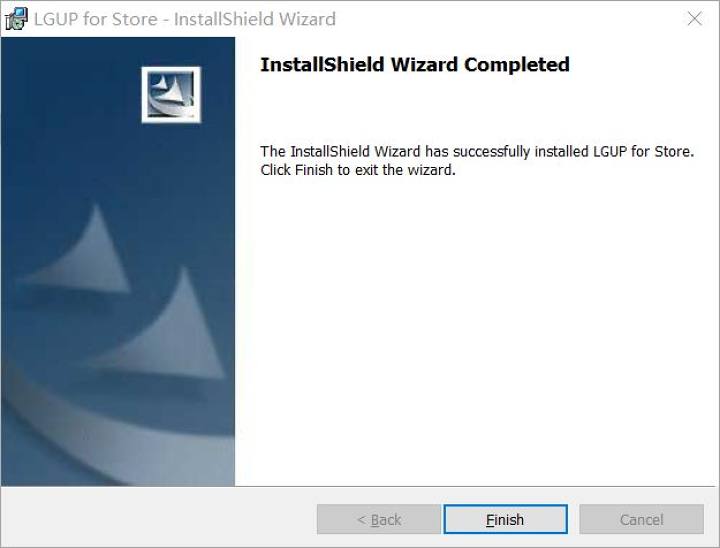 LGUP for Store - InstallShield Wizard
InstallShield Wizard Completed
The InstallShield Wizard has successfully installed LGUP for Store.
Click Finish to exit the wizard.
< Back
Finish
Cancel